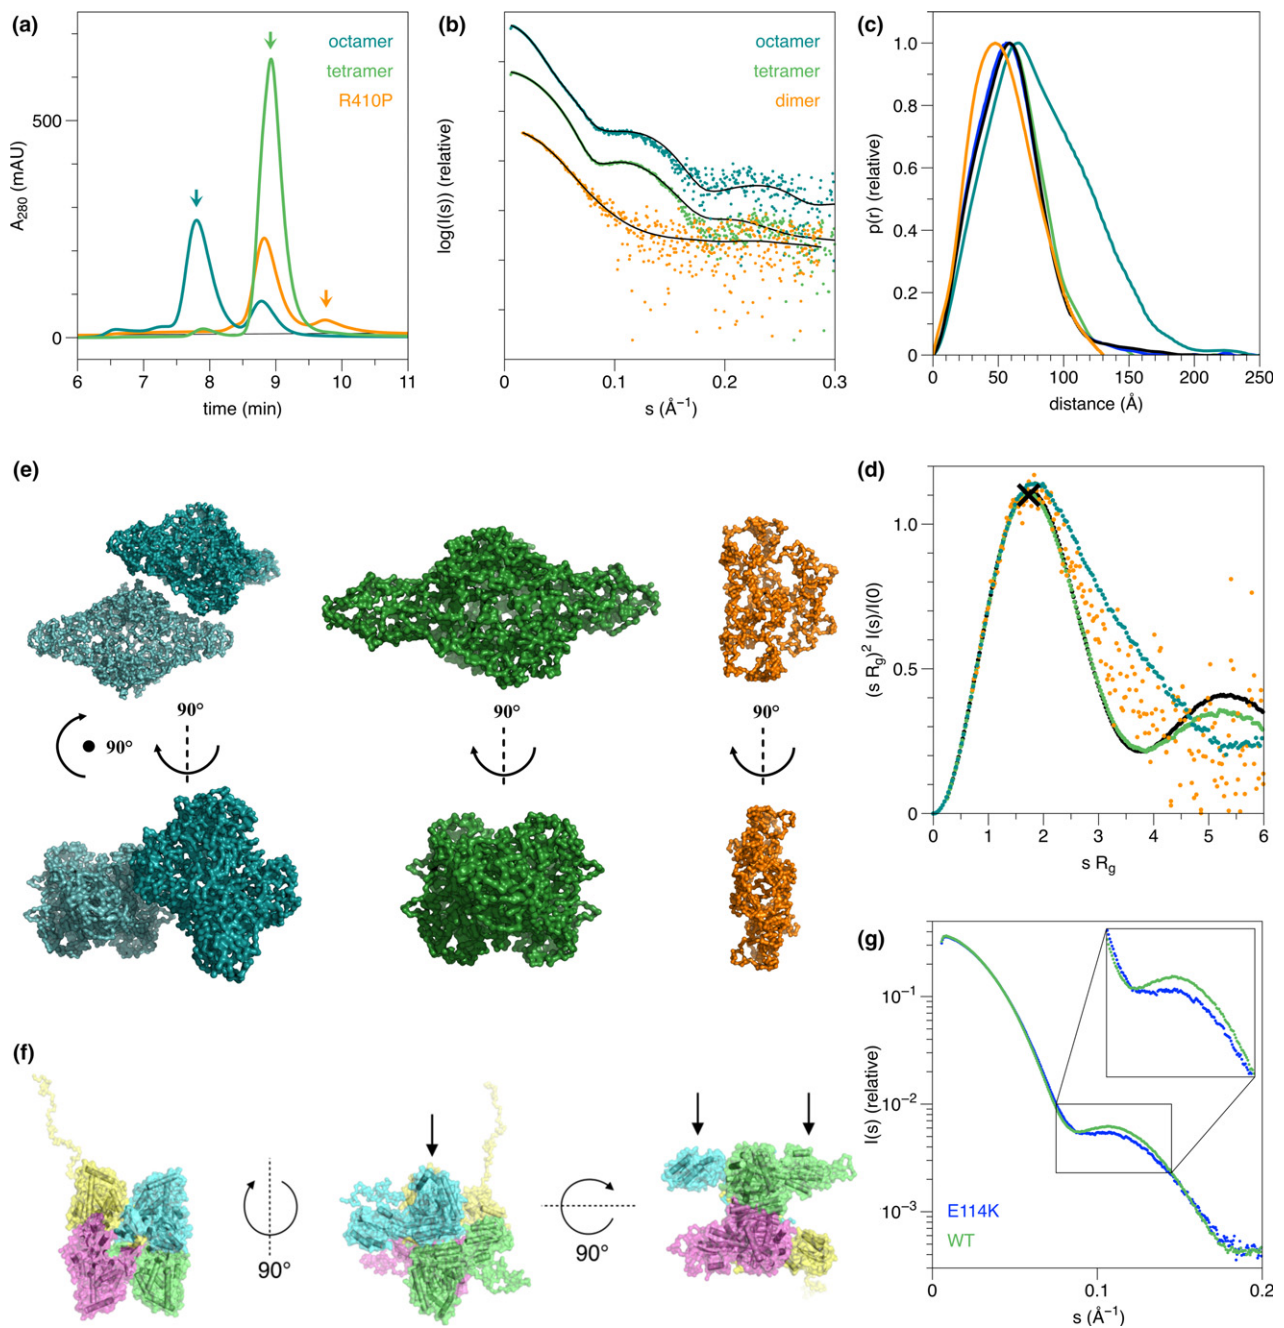 (a)
octamer
tetramer
R410P
500
0
A280 (mAU)
6 7 8 9 10 11
time (min)
(b)
octamer
tetramer
dimer
log(I(s)) (relative)
0 0.1 0.2 0.3
s (Å−1)
(c)
1.0
0.8
0.6
0.4
0.2
0
p(r) (relative)
0 50 100 150 200 250
distance (Å)
(e)
90°
90°
90°
90°
(d)
1.0
0.5
0
(s Rg)2 I(s)/I(0)
0 1 2 3 4 5 6
s Rg
(f)
90°
90°
(g)
10−1
10−2
10−3
I(s) (relative)
E114K
WT
0 0.1 0.2
s (Å−1)